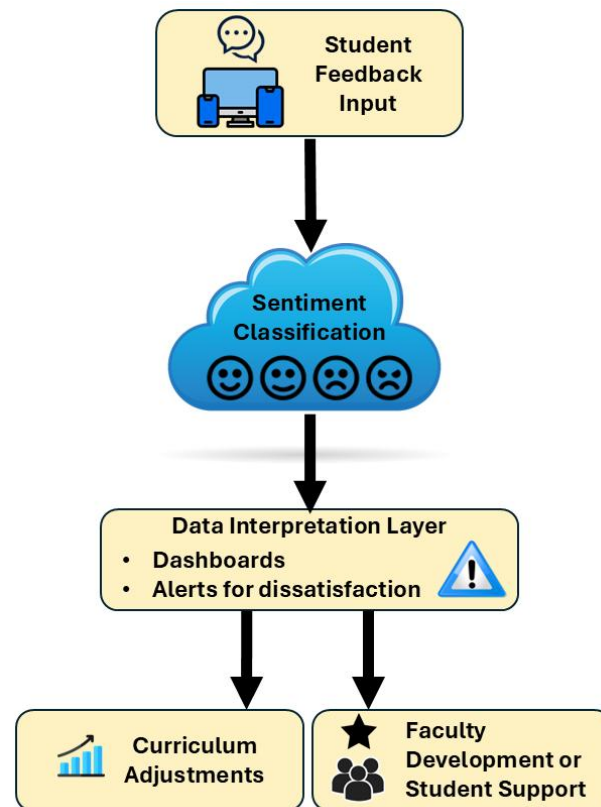 Student
Feedback
Input
Sentiment
Classification
Data Interpretation Layer
• Dashboards
• Alerts for dissatisfaction
Curriculum
Adjustments
Faculty
Development or
Student Support